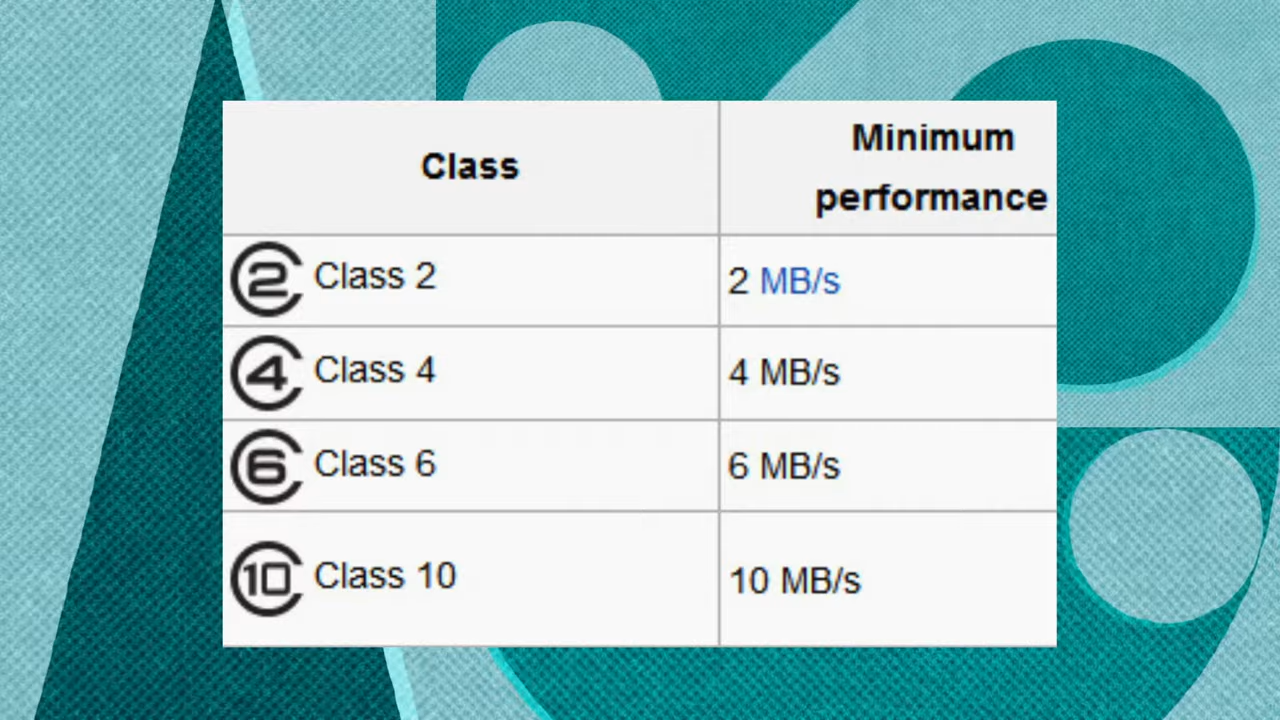 Class
Minimum
performance
2 Class 2
2 MB/s
4 Class 4
4 MB/s
6 Class 6
6 MB/s
10 Class 10
10 MB/s